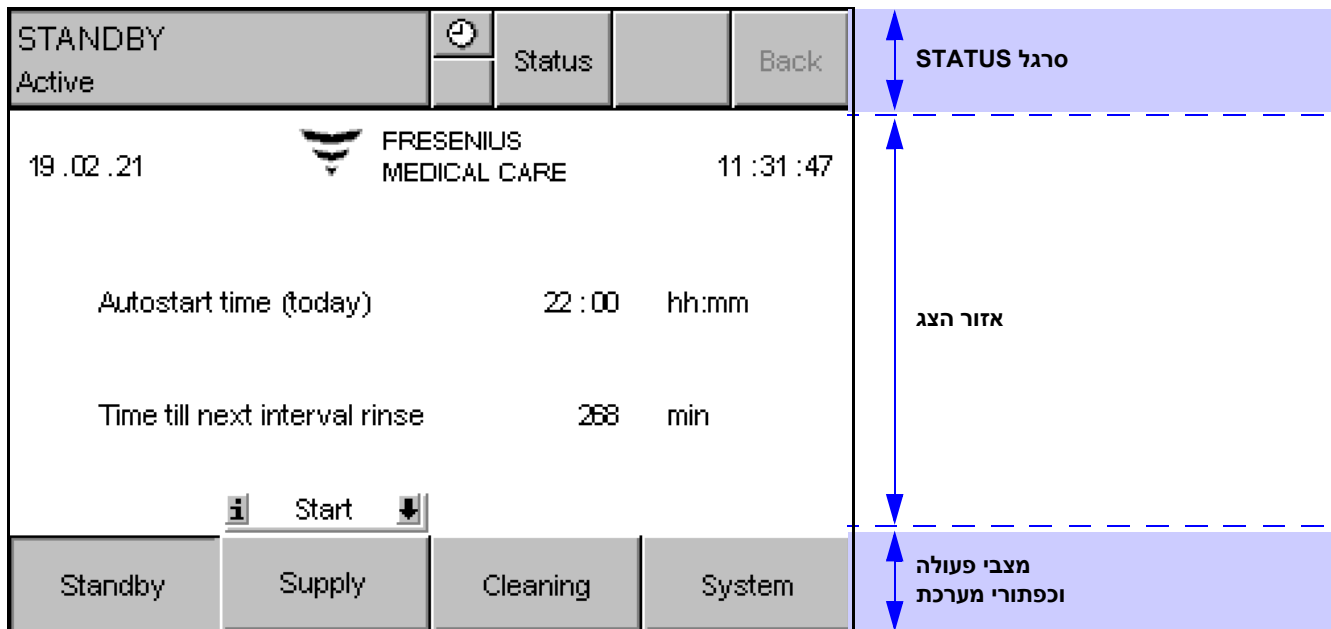 STANDBY
Active
Status
Back
סרגל STATUS
19 .02 .21
FRESENIUS
MEDICAL CARE
11 :31 :47
Autostart time (today) 22 : 00 hh:mm
אזור הצג
Time till next interval rinse 268 min
i Start
Standby
Supply
Cleaning
System
מצבי פעולה
וכפתורי מערכת